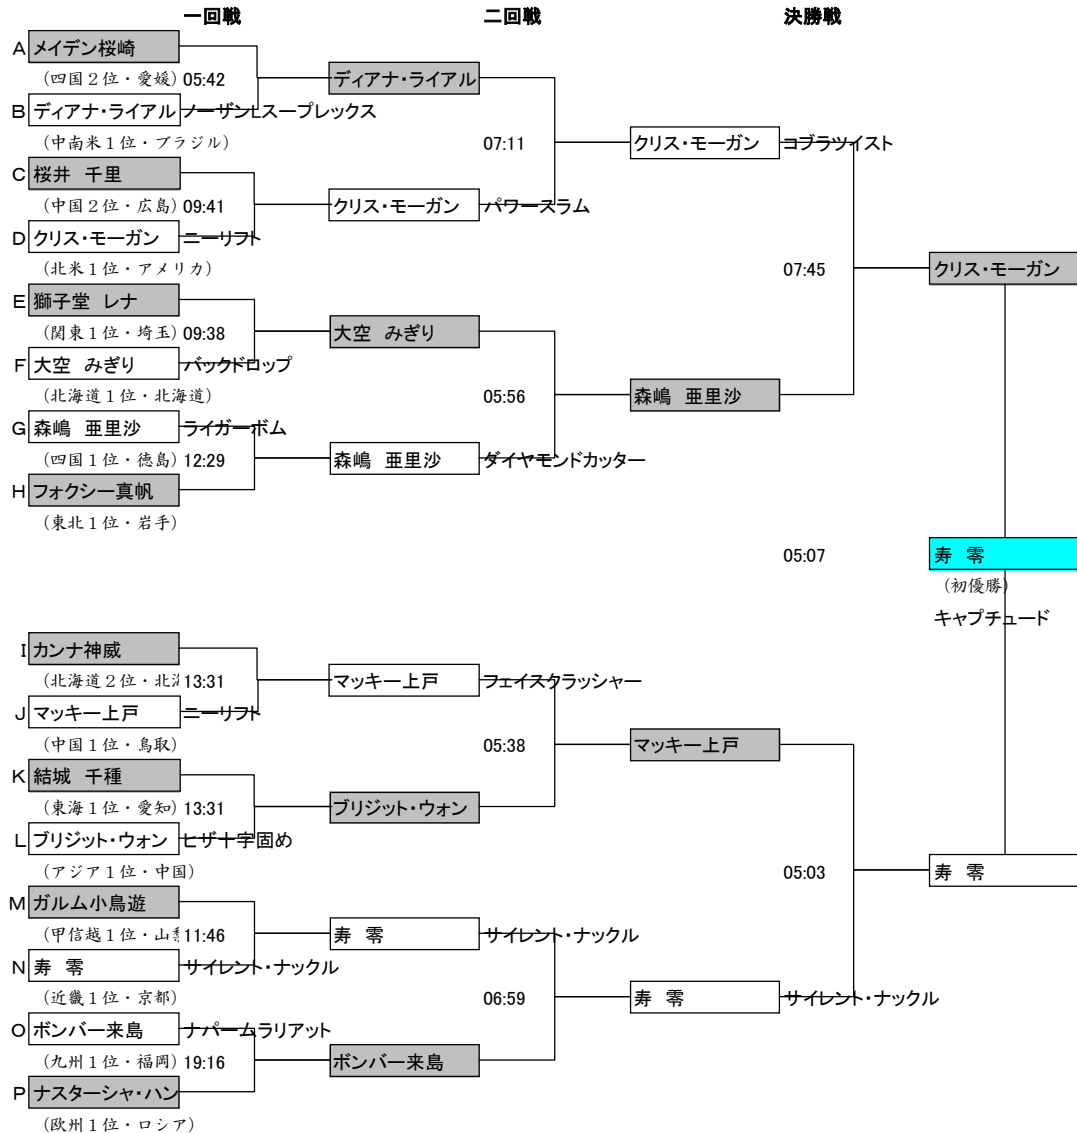 一回戦 二回戦 決勝戦
A メイデン桜崎
(四国2位・愛媛) 05:42 ディアナ・ライアル
B ディアナ・ライアル ノーザンLスープレックス
(中南米1位・ブラジル) 07:11 クリス・モーガン コブラツイスト
C 桜井 千里
(中国2位・広島) 09:41 クリス・モーガン パワースラム
D クリス・モーガン ニーリフト
(北米1位・アメリカ) 07:45 クリス・モーガン
E 獅子堂 レナ
(関東1位・埼玉) 09:38 大空 みぎり
F 大空 みぎり バックドロップ
(北海道1位・北海道) 05:56 森嶋 亜里沙
G 森嶋 亜里沙 ライガーボム
(四国1位・徳島) 12:29 森嶋 亜里沙 ダイヤモンドカッター
H フォクシー真帆
(東北1位・岩手)
05:07 寿 零
(初優勝)
キャプチュード
I カンナ神威
(北海道2位・北海 13:31 マッキー上戸 フェイスクラッシャー
J マッキー上戸 ニーリフト
(中国1位・鳥取) 05:38 マッキー上戸
K 結城 千種
(東海1位・愛知) 13:31 ブリジット・ウォン
L ブリジット・ウォン ヒザ十字固め
(アジア1位・中国) 05:03 寿 零
M ガルム小鳥遊
(甲信越1位・山 11:46 寿 零 サイレント・ナックル
N 寿 零 サイレント・ナックル
(近畿1位・京都) 06:59 寿 零 サイレント・ナックル
O ボンバー来島 ナパームラリアット
(九州1位・福岡) 19:16 ボンバー来島
P ナスターシャ・ハン
(欧州1位・ロシア)